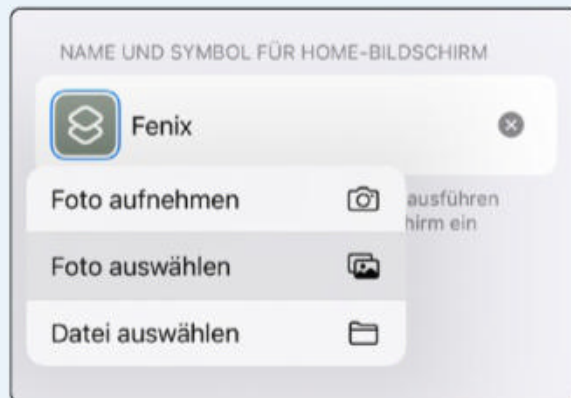 NAME UND SYMBOL FÜR HOME-BILDSCHIRM
Fenix
Foto aufnehmen
ausführen
hirm ein
Foto auswählen
Datei auswählen